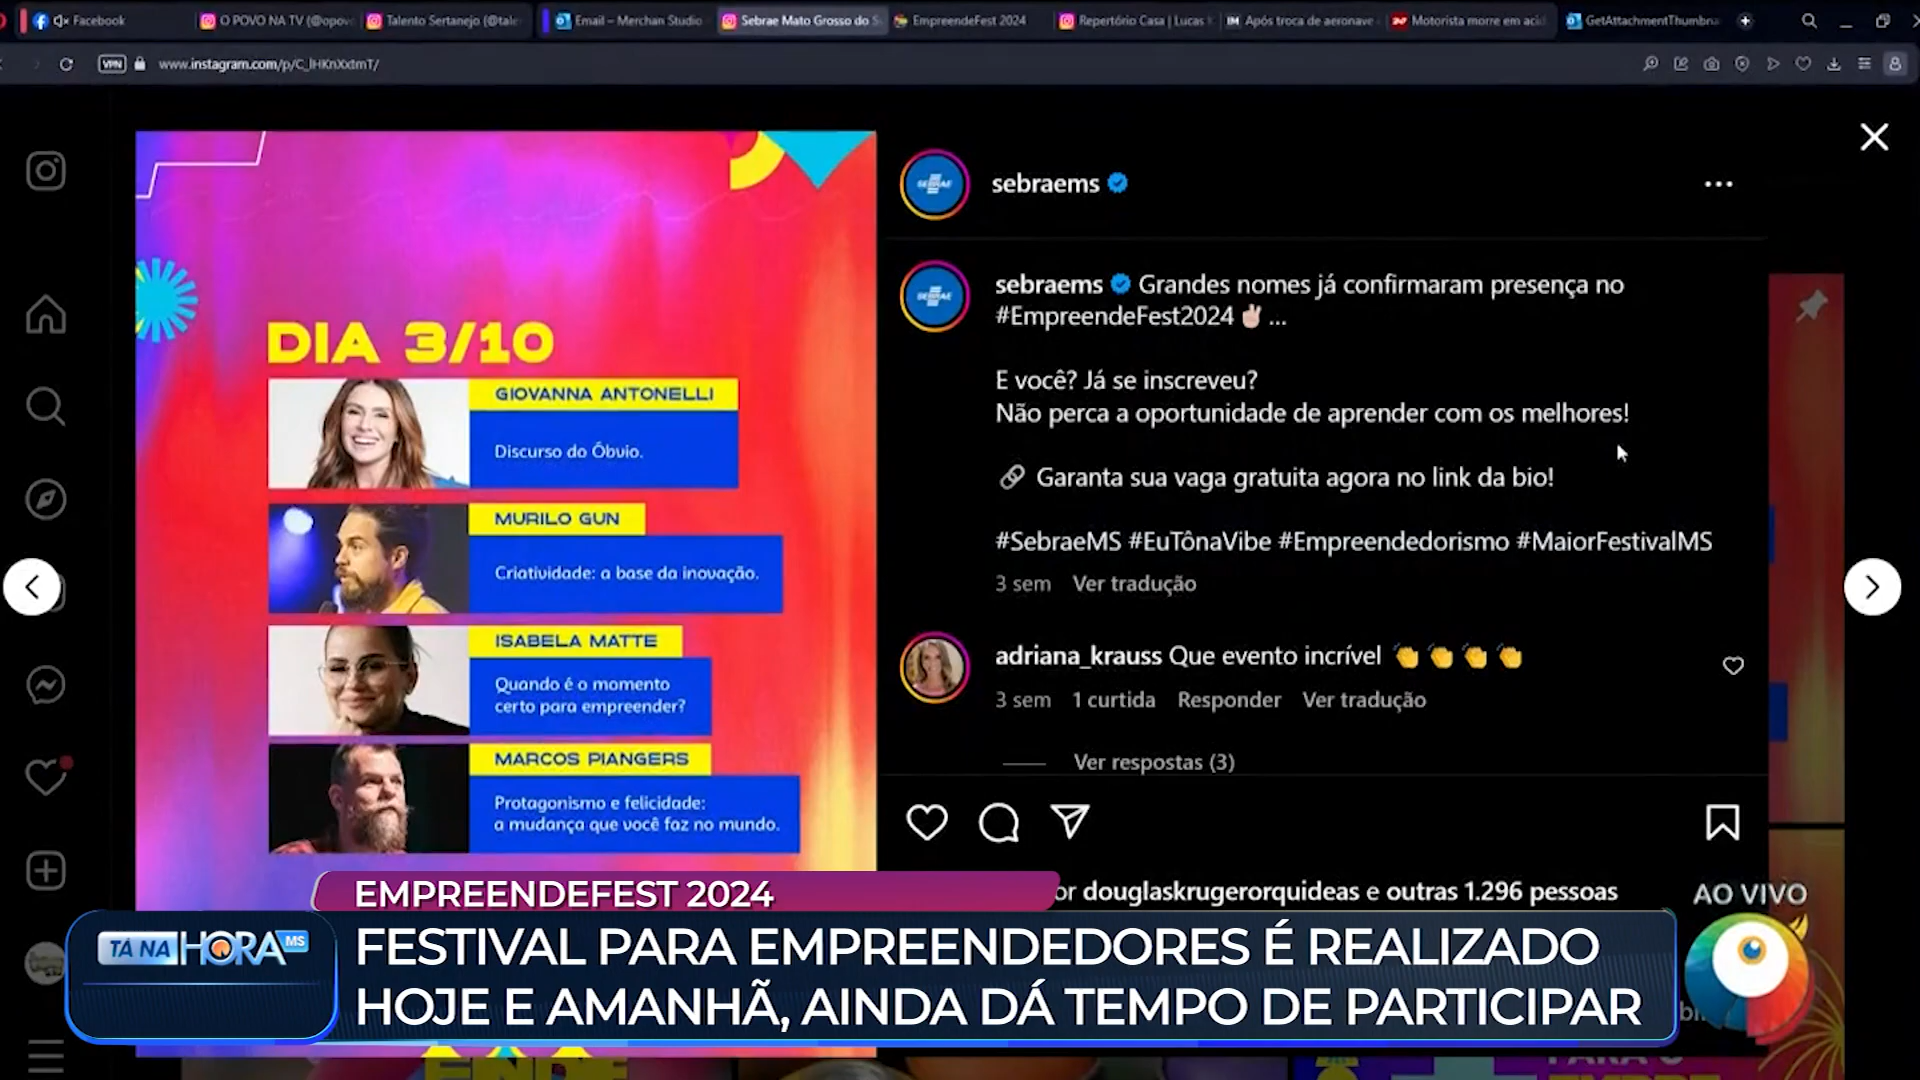 Facebook
O POVO NA TV (@opov
Talento Sertanejo (@tale
Email – Merchan Studio
Sebrae Mato Grosso do S
EmpreendeFest 2024
Repertório Casa | Lucas
Após troca de aeronave
Motorista morre em acid
GetAttachmentThumbna
VPN
www.instagram.com/p/C_lHKnXxtmT/
DIA 3/10
GIOVANNA ANTONELLI
Discurso do Óbvio.
MURILO GUN
Criatividade: a base da inovação.
ISABELA MATTE
Quando é o momento
certo para empreender?
MARCOS PIANGERS
Protagonismo e felicidade:
a mudança que você faz no mundo.
SEBRAE
sebraems
...
SEBRAE
sebraems Grandes nomes já confirmaram presença no
#EmpreendeFest2024 ✌🏻 ...
E você? Já se inscreveu?
Não perca a oportunidade de aprender com os melhores!
🔗 Garanta sua vaga gratuita agora no link da bio!
#SebraeMS #EuTônaVibe #Empreendedorismo #MaiorFestivalMS
3 sem Ver tradução
adriana_krauss Que evento incrível 👏 👏 👏 👏
3 sem 1 curtida Responder Ver tradução
Ver respostas (3)
or douglaskrugerorquideas e outras 1.296 pessoas
AO VIVO
EMPREENDEFEST 2024
TÁ NA HORA MS
FESTIVAL PARA EMPREENDEDORES É REALIZADO
HOJE E AMANHÃ, AINDA DÁ TEMPO DE PARTICIPAR
PARA O